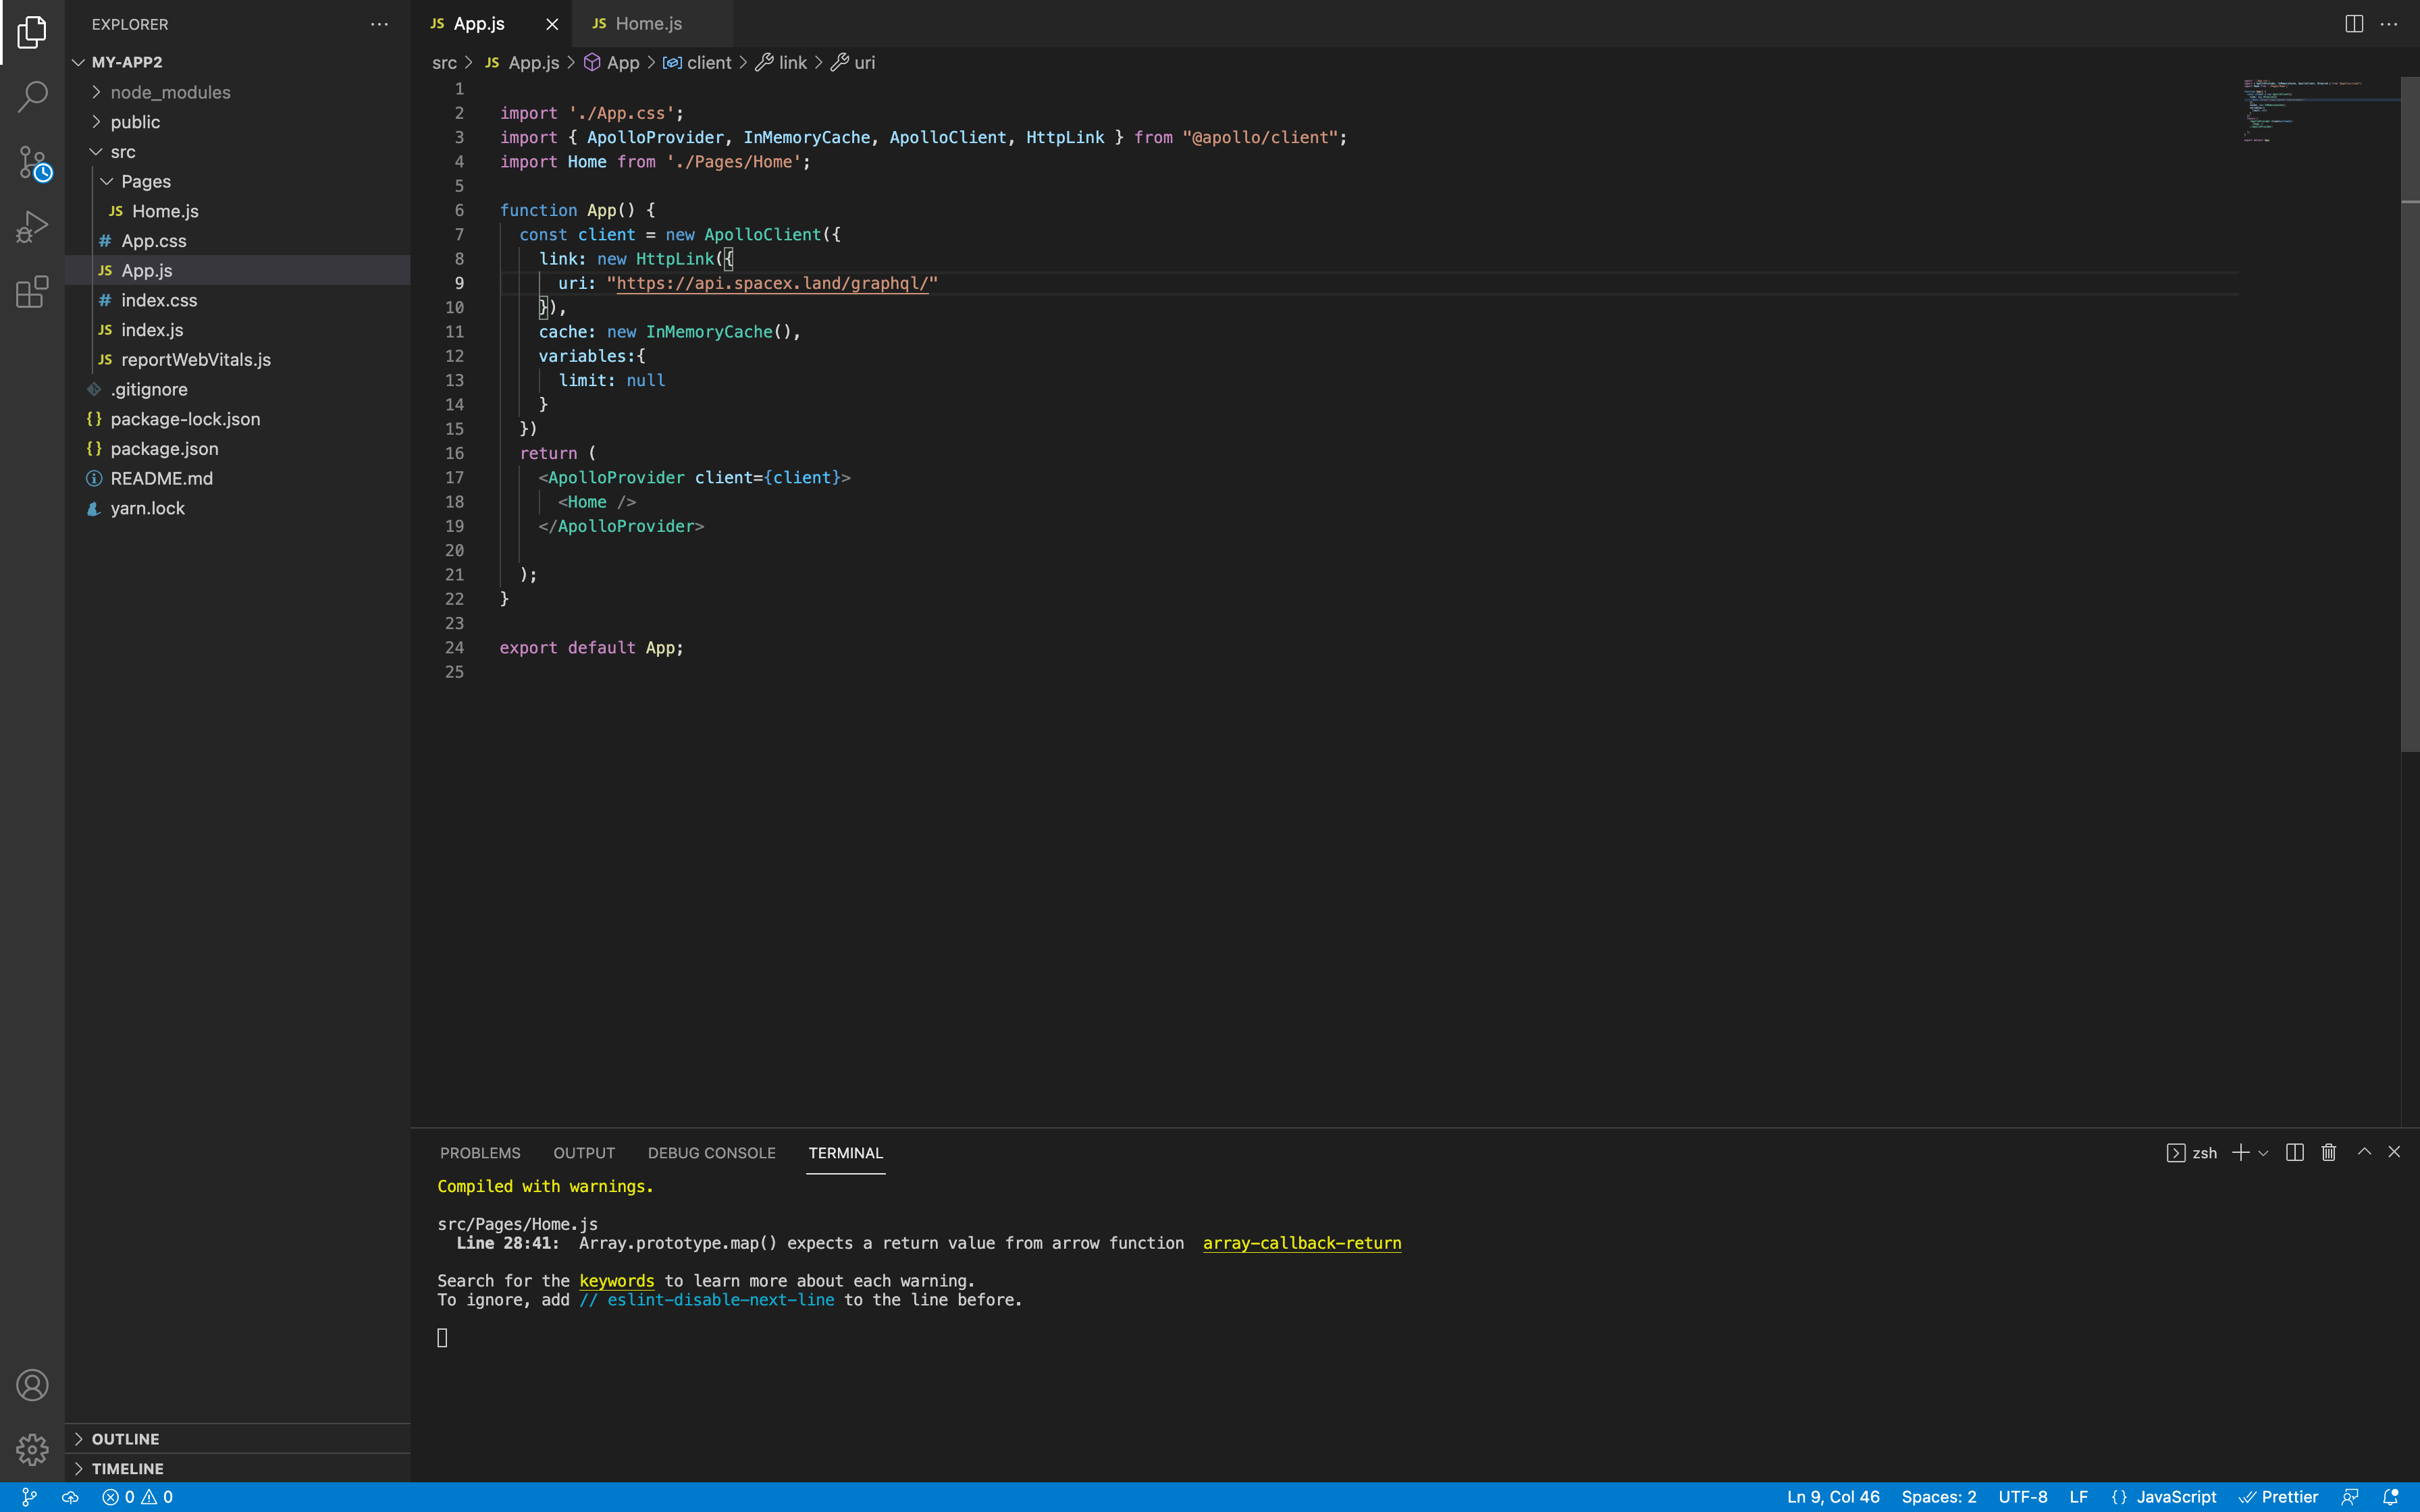 EXPLORER
MY-APP2
node_modules
public
src
Pages
JS Home.js
# App.css
JS App.js
# index.css
JS index.js
JS reportWebVitals.js
.gitignore
{} package-lock.json
{} package.json
README.md
yarn.lock
OUTLINE
TIMELINE
JS App.js
JS Home.js
src > JS App.js > App > client > link > uri
1
2 import './App.css';
3 import { ApolloProvider, InMemoryCache, ApolloClient, HttpLink } from "@apollo/client";
4 import Home from './Pages/Home';
5
6 function App() {
7 const client = new ApolloClient({
8 link: new HttpLink({
9 uri: "https://api.spacex.land/graphql/"
10 }),
11 cache: new InMemoryCache(),
12 variables:{
13 limit: null
14 }
15 })
16 return (
17 <ApolloProvider client={client}>
18 <Home />
19 </ApolloProvider>
20
21 );
22 }
23
24 export default App;
25
PROBLEMS OUTPUT DEBUG CONSOLE TERMINAL
zsh
Compiled with warnings.
src/Pages/Home.js
Line 28:41: Array.prototype.map() expects a return value from arrow function array-callback-return
Search for the keywords to learn more about each warning.
To ignore, add // eslint-disable-next-line to the line before.
0 0
Ln 9, Col 46 Spaces: 2 UTF-8 LF {} JavaScript Prettier